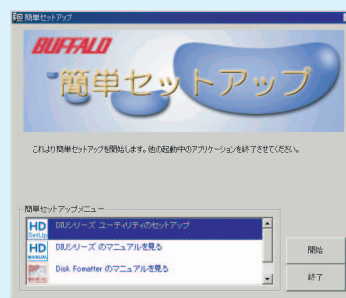 簡単セットアップ
BUFFALO
簡単セットアップ
これより簡単セットアップを開始します。他の起動中のアプリケーションを終了させてください。
簡単セットアップメニュー
HD SetUp DIUシリーズ ユーティリティのセットアップ
HD MANUAL DIUシリーズ のマニュアルを見る
Disk Fomatter のマニュアルを見る
開始
終了